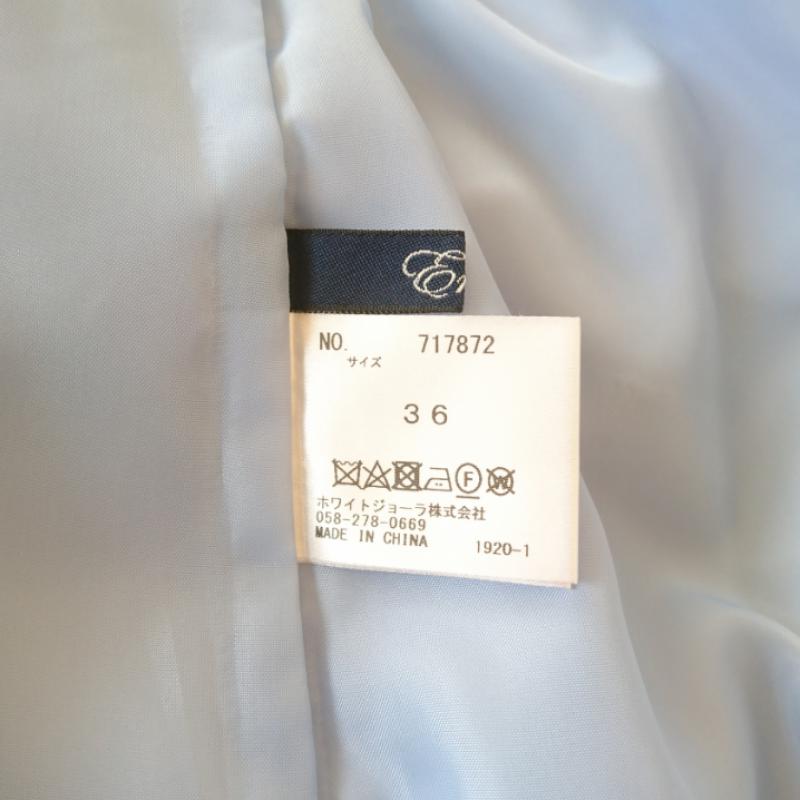 NO. 717872
サイズ
36
F W
ホワイトジョーラ株式会社
058-278-0669
MADE IN CHINA 1920-1